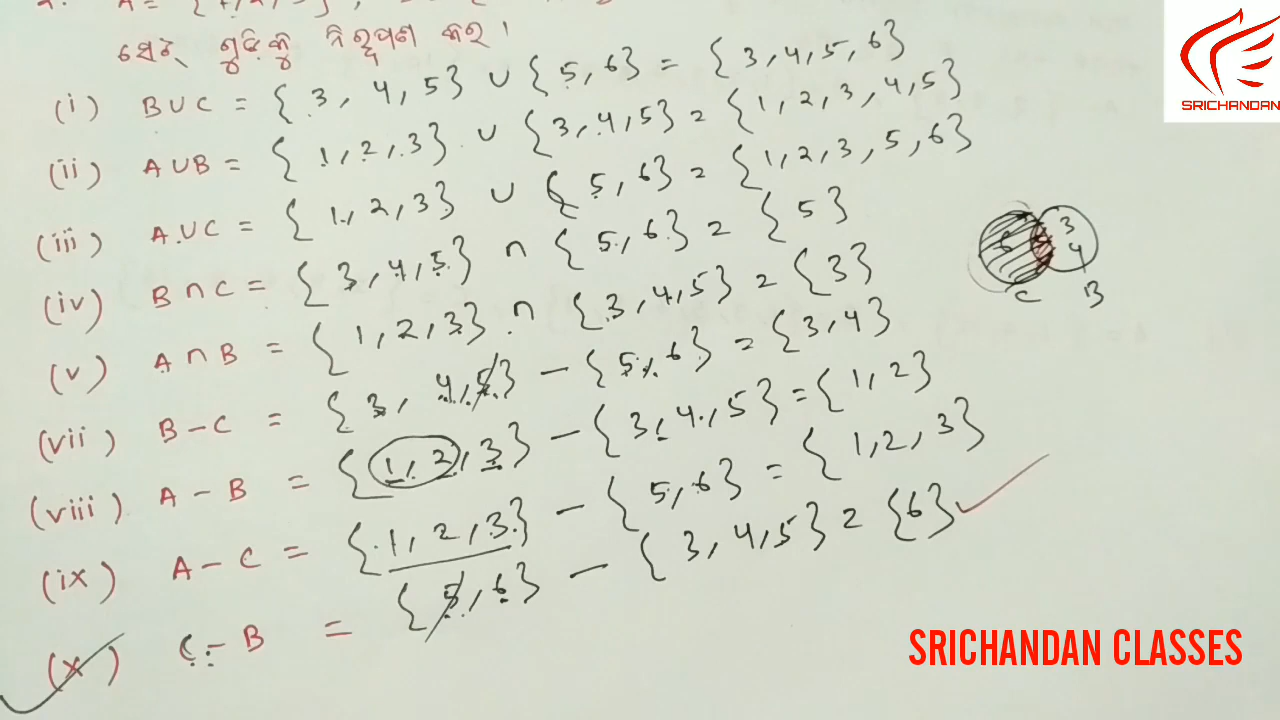 ସେଟ୍ ଗୁଡ଼ିକୁ ନିରୂପଣ କର ।
(i) B∪C = {3, 4, 5} ∪ {5, 6} = {3, 4, 5, 6}
(ii) A∪B = {1, 2, 3} ∪ {3, 4, 5} = {1, 2, 3, 4, 5}
(iii) A∪C = {1, 2, 3} ∪ {5, 6} = {1, 2, 3, 5, 6}
(iv) B∩C = {3, 4, 5} ∩ {5, 6} = {5}
(v) A∩B = {1, 2, 3} ∩ {3, 4, 5} = {3}
(vii) B-C = {3, 4, 5} - {5, 6} = {3, 4}
(viii) A-B = {1, 2, 3} - {3, 4, 5} = {1, 2}
(ix) A-C = {1, 2, 3} - {5, 6} = {1, 2, 3}
(x) C-B = {5, 6} - {3, 4, 5} = {6}
6 5 3
4
C B
SRICHANDAN
SRICHANDAN CLASSES